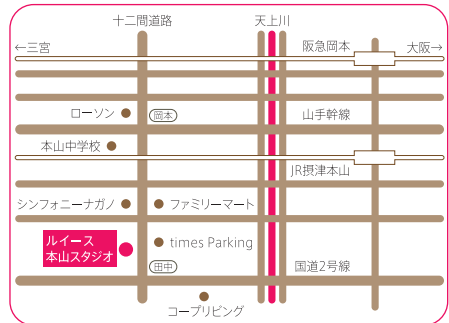 十二間道路
天上川
←三宮
阪急岡本
大阪→
ローソン
岡本
山手幹線
本山中学校
JR摂津本山
シンフォニーナガノ
ファミリーマート
ルイース
本山スタジオ
times Parking
田中
国道2号線
コープリビング